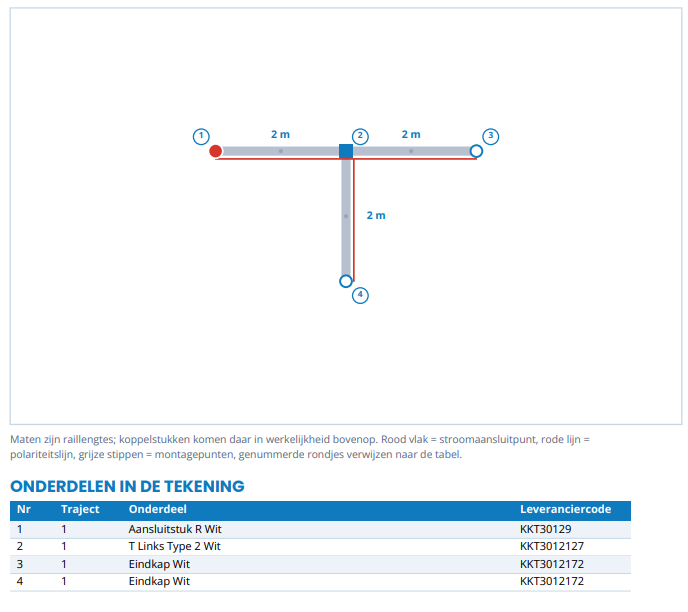 1 2 m 2 2 m 3
2 m
4
Maten zijn raillengtes; koppelstukken komen daar in werkelijkheid bovenop. Rood vlak = stroomaansluitpunt, rode lijn =
polariteitslijn, grijze stippen = montagepunten, genummerde rondjes verwijzen naar de tabel.
ONDERDELEN IN DE TEKENING
Nr Traject Onderdeel Leveranciercode
1 1 Aansluitstuk R Wit KKT30129
2 1 T Links Type 2 Wit KKT3012127
3 1 Eindkap Wit KKT3012172
4 1 Eindkap Wit KKT3012172